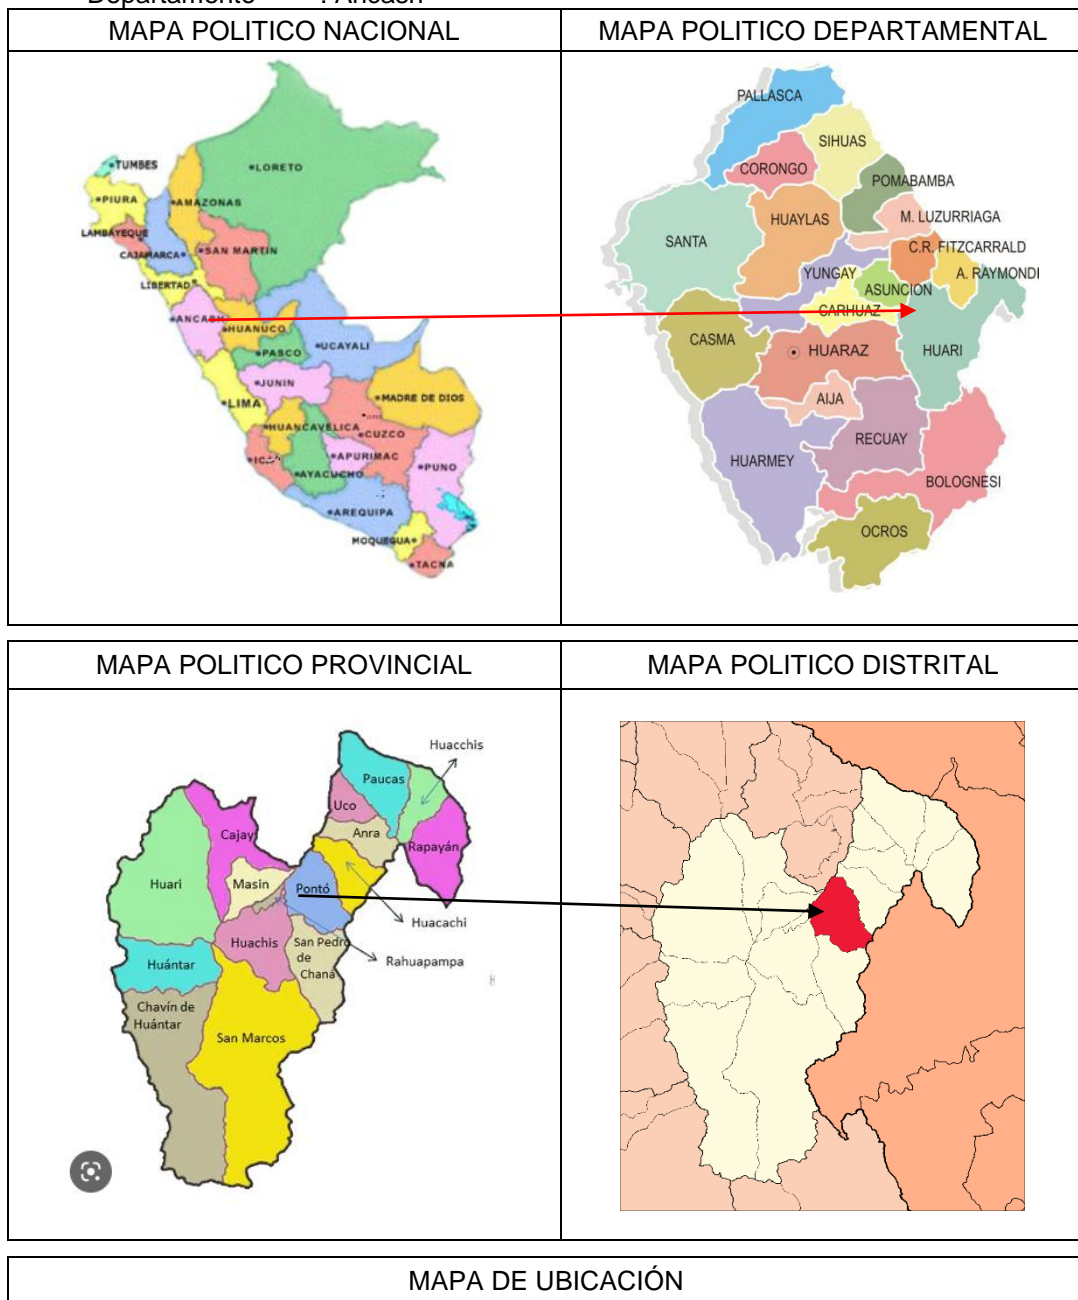 Departamento : Ancash
MAPA POLITICO NACIONAL
MAPA POLITICO DEPARTAMENTAL
TUMBES
LORETO
PIURA
AMAZONAS
LAMBAYEQUE
CAJAMARCA
SAN MARTIN
LIBERTAD
ANCASH
HUANUCO
PASCO
UCAYALI
JUNIN
LIMA
MADRE DE DIOS
HUANCAVELICA
CUZCO
ICA
APURIMAC
AYACUCHO
PUNO
AREQUIPA
MOQUEGUA
TACNA
PALLASCA
SIHUAS
CORONGO
POMABAMBA
HUAYLAS
M. LUZURRIAGA
SANTA
C.R. FITZCARRALD
YUNGAY
A. RAYMONDI
ASUNCION
CARHUAZ
CASMA
HUARAZ
HUARI
AIJA
RECUAY
HUARMEY
BOLOGNESI
OCROS
MAPA POLITICO PROVINCIAL
MAPA POLITICO DISTRITAL
Huacchis
Paucas
Uco
Cajay
Anra
Rapayán
Huari
Masin
Pontó
Huacachi
Huachis
San Pedro
de
Chaná
Rahuapampa
Huántar
Chavín de
Huántar
San Marcos
H
MAPA DE UBICACIÓN